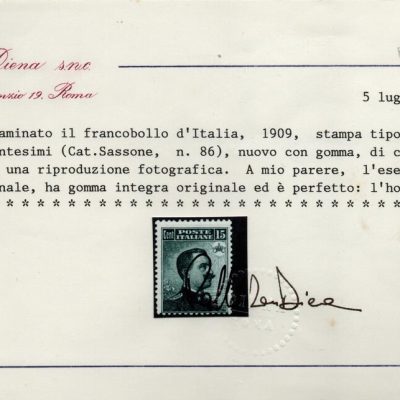 Diena s.n.c.
nzio 19. Roma
5 lug
aminato il francobollo d'Italia, 1909, stampa tipo
ntesimi (Cat.Sassone, n. 86), nuovo con gomma, di c
una riproduzione fotografica. A mio parere, l'ese
nale, ha gomma integra originale ed è perfetto: l'ho
* * * * * * * * * * * * * * * * * * * * * * * * * *
Cent POSTE ITALIANE 15
Diena